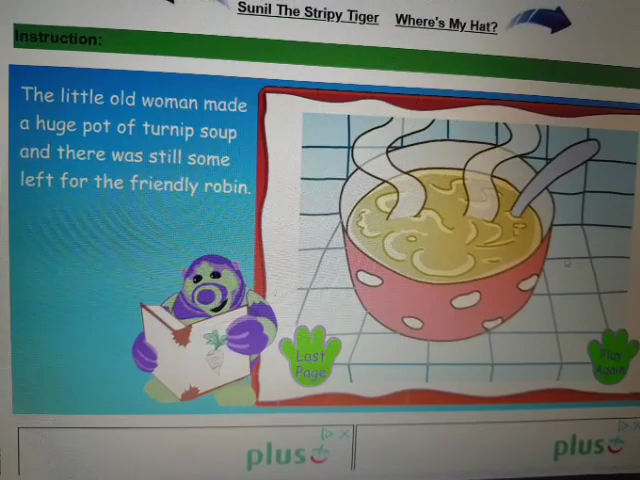 Sunil The Stripy Tiger Where's My Hat?
Instruction:
The little old woman made
a huge pot of turnip soup
and there was still some
left for the friendly robin.
Last
Page
Play
Again
plus
plus